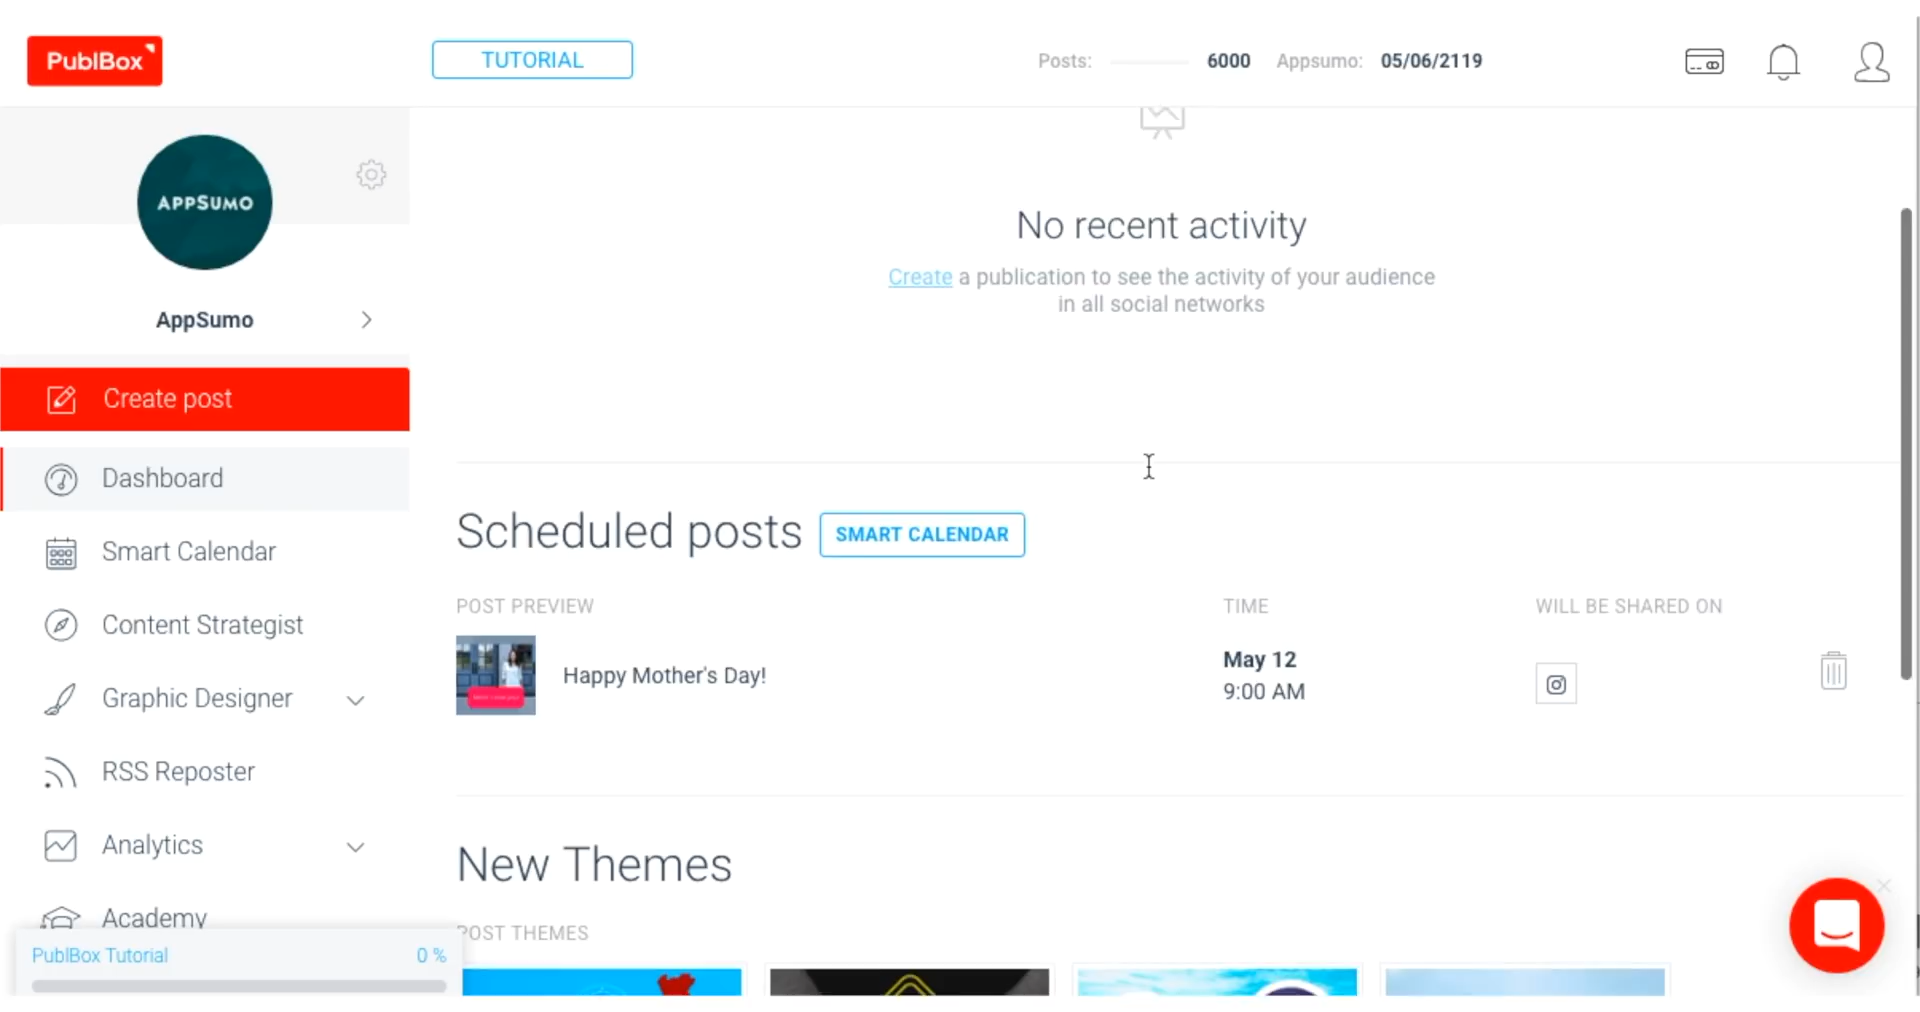 PublBox
TUTORIAL
Posts: 6000 Appsumo: 05/06/2119
APPSUMO
AppSumo
Create post
Dashboard
Smart Calendar
Content Strategist
Graphic Designer
RSS Reposter
Analytics
Academy
PublBox Tutorial 0 %
No recent activity
Create a publication to see the activity of your audience
in all social networks
Scheduled posts SMART CALENDAR
POST PREVIEW TIME WILL BE SHARED ON
Happy Mother's Day! May 12
9:00 AM
New Themes
POST THEMES